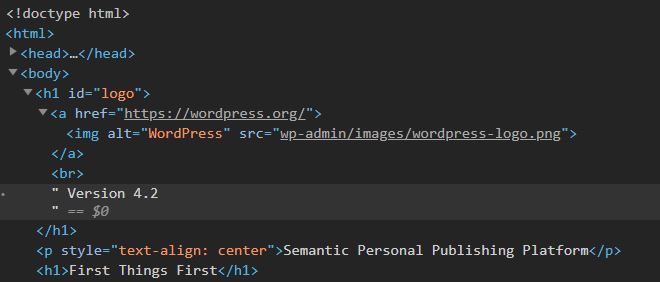 <!doctype html>
<html>
<head>…</head>
<body>
<h1 id="logo">
<a href="https://wordpress.org/">
<img alt="WordPress" src="wp-admin/images/wordpress-logo.png">
</a>
<br>
" Version 4.2
" == $0
</h1>
<p style="text-align: center">Semantic Personal Publishing Platform</p>
<h1>First Things First</h1>